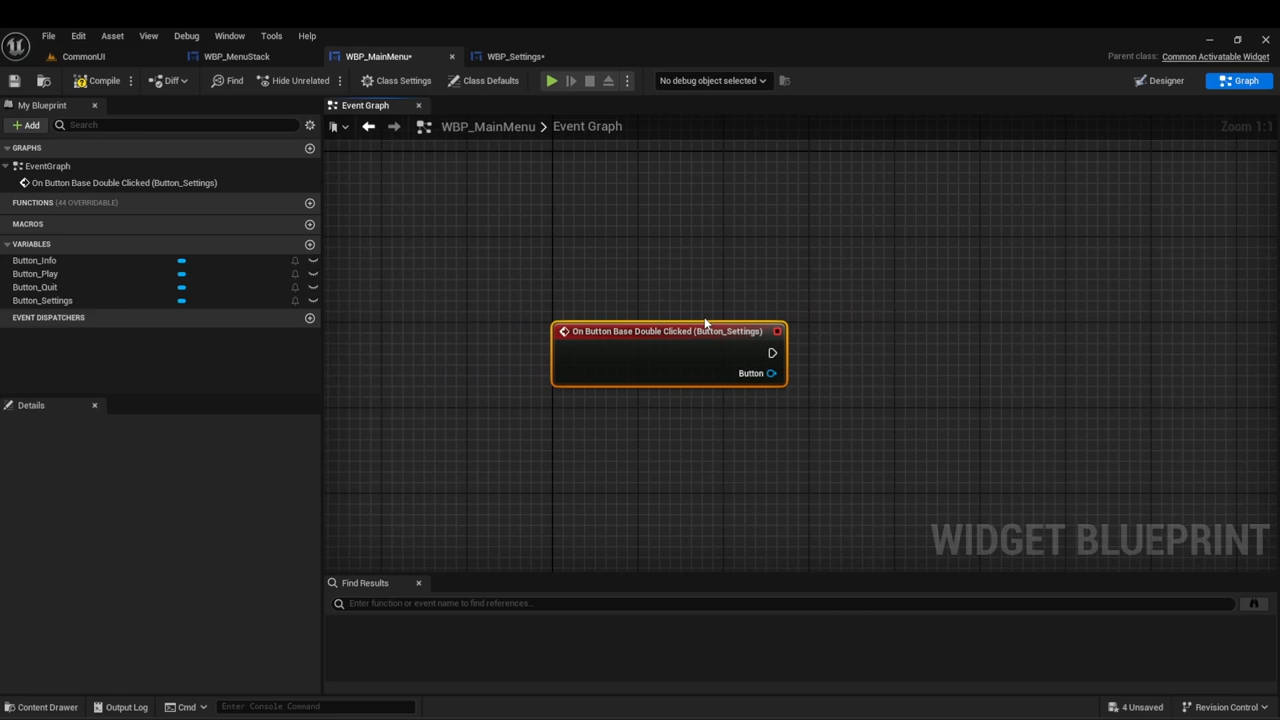 File Edit Asset View Debug Window Tools Help
CommonUI WBP_MenuStack WBP_MainMenu• WBP_Settings• Parent class: Common Activatable Widget
Compile Diff Find Hide Unrelated Class Settings Class Defaults No debug object selected Designer Graph
My Blueprint Event Graph
Add Search WBP_MainMenu > Event Graph Zoom 1:1
GRAPHS
EventGraph
On Button Base Double Clicked (Button_Settings)
FUNCTIONS (44 OVERRIDABLE)
MACROS
VARIABLES
Button_Info
Button_Play
Button_Quit
Button_Settings
EVENT DISPATCHERS
On Button Base Double Clicked (Button_Settings)
Button
Details
WIDGET BLUEPRINT
Find Results
Enter function or event name to find references...
Content Drawer Output Log Cmd Enter Console Command 4 Unsaved Revision Control